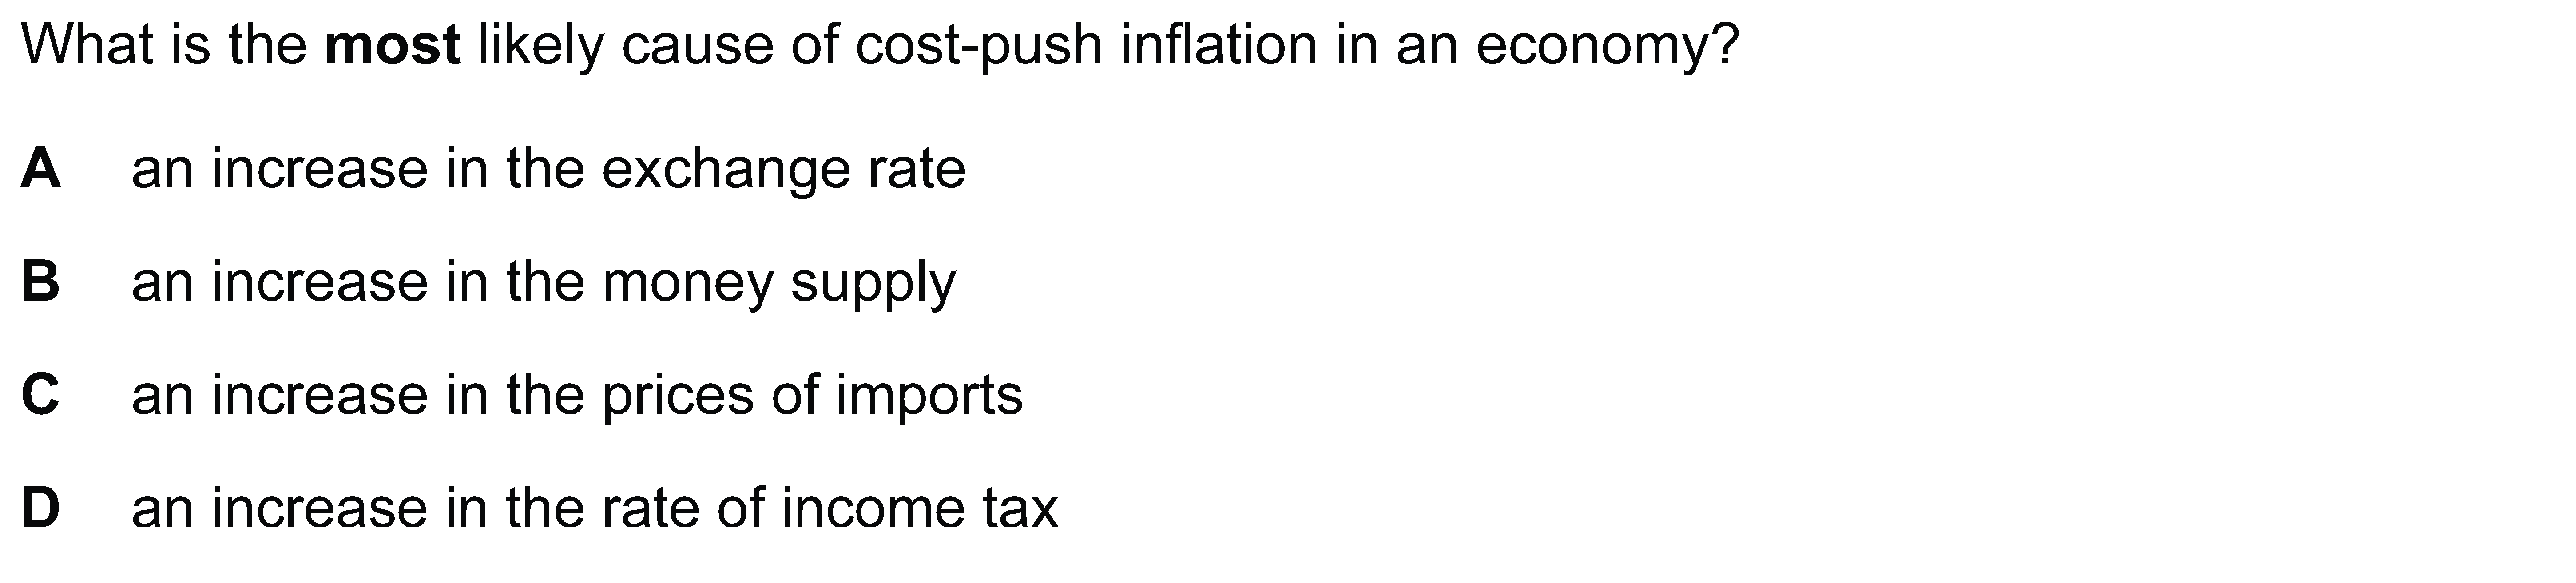 What is the most likely cause of cost-push inflation in an economy?
A an increase in the exchange rate
B an increase in the money supply
C an increase in the prices of imports
D an increase in the rate of income tax